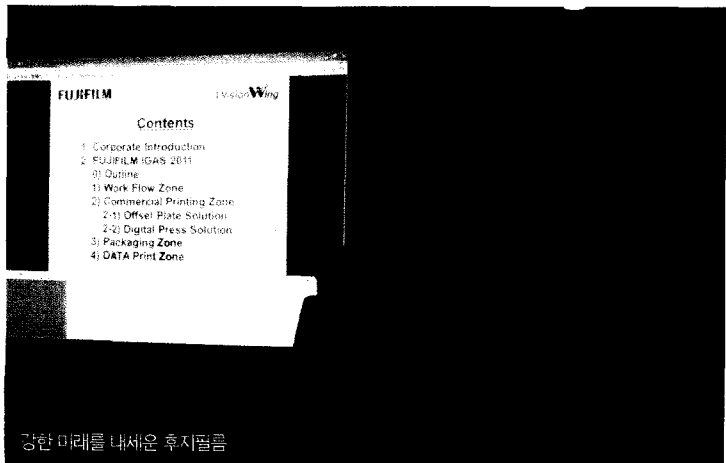 FUJIFILM
Vision Wing
Contents
1 Corporate Introduction
2 FUJIFILM IGAS 2011
0) Outline
1) Work Flow Zone
2) Commercial Printing Zone
2-1) Offset Plate Solution
2-2) Digital Press Solution
3) Packaging Zone
4) DATA Print Zone
강한 미래를 내세운 후지필름